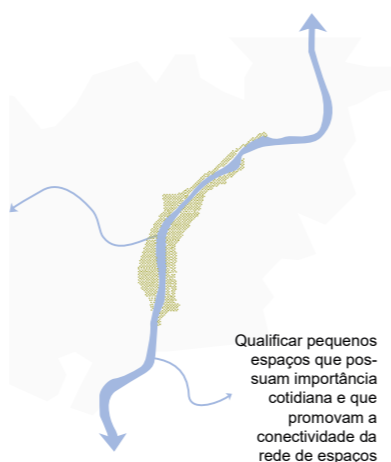 Qualificar pequenos
espaços que pos-
suam importância
cotidiana e que
promovam a
conectividade da
rede de espaços